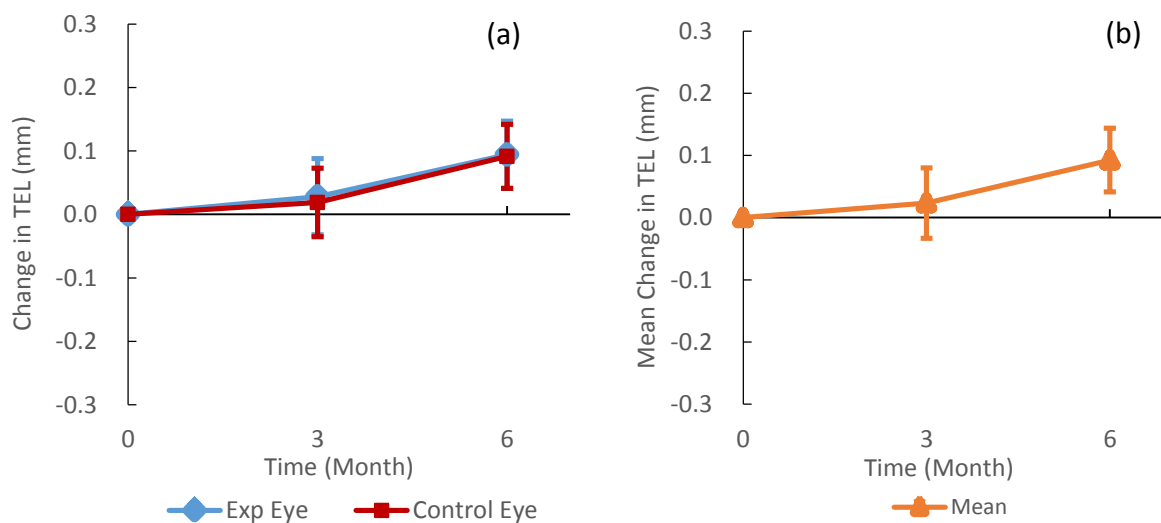 (a)
Change in TEL (mm)
0.3
0.2
0.1
0.0
-0.1
-0.2
-0.3
0 3 6
Time (Month)
Exp Eye Control Eye
(b)
Mean Change in TEL (mm)
0.3
0.2
0.1
0.0
-0.1
-0.2
-0.3
0 3 6
Time (Month)
Mean